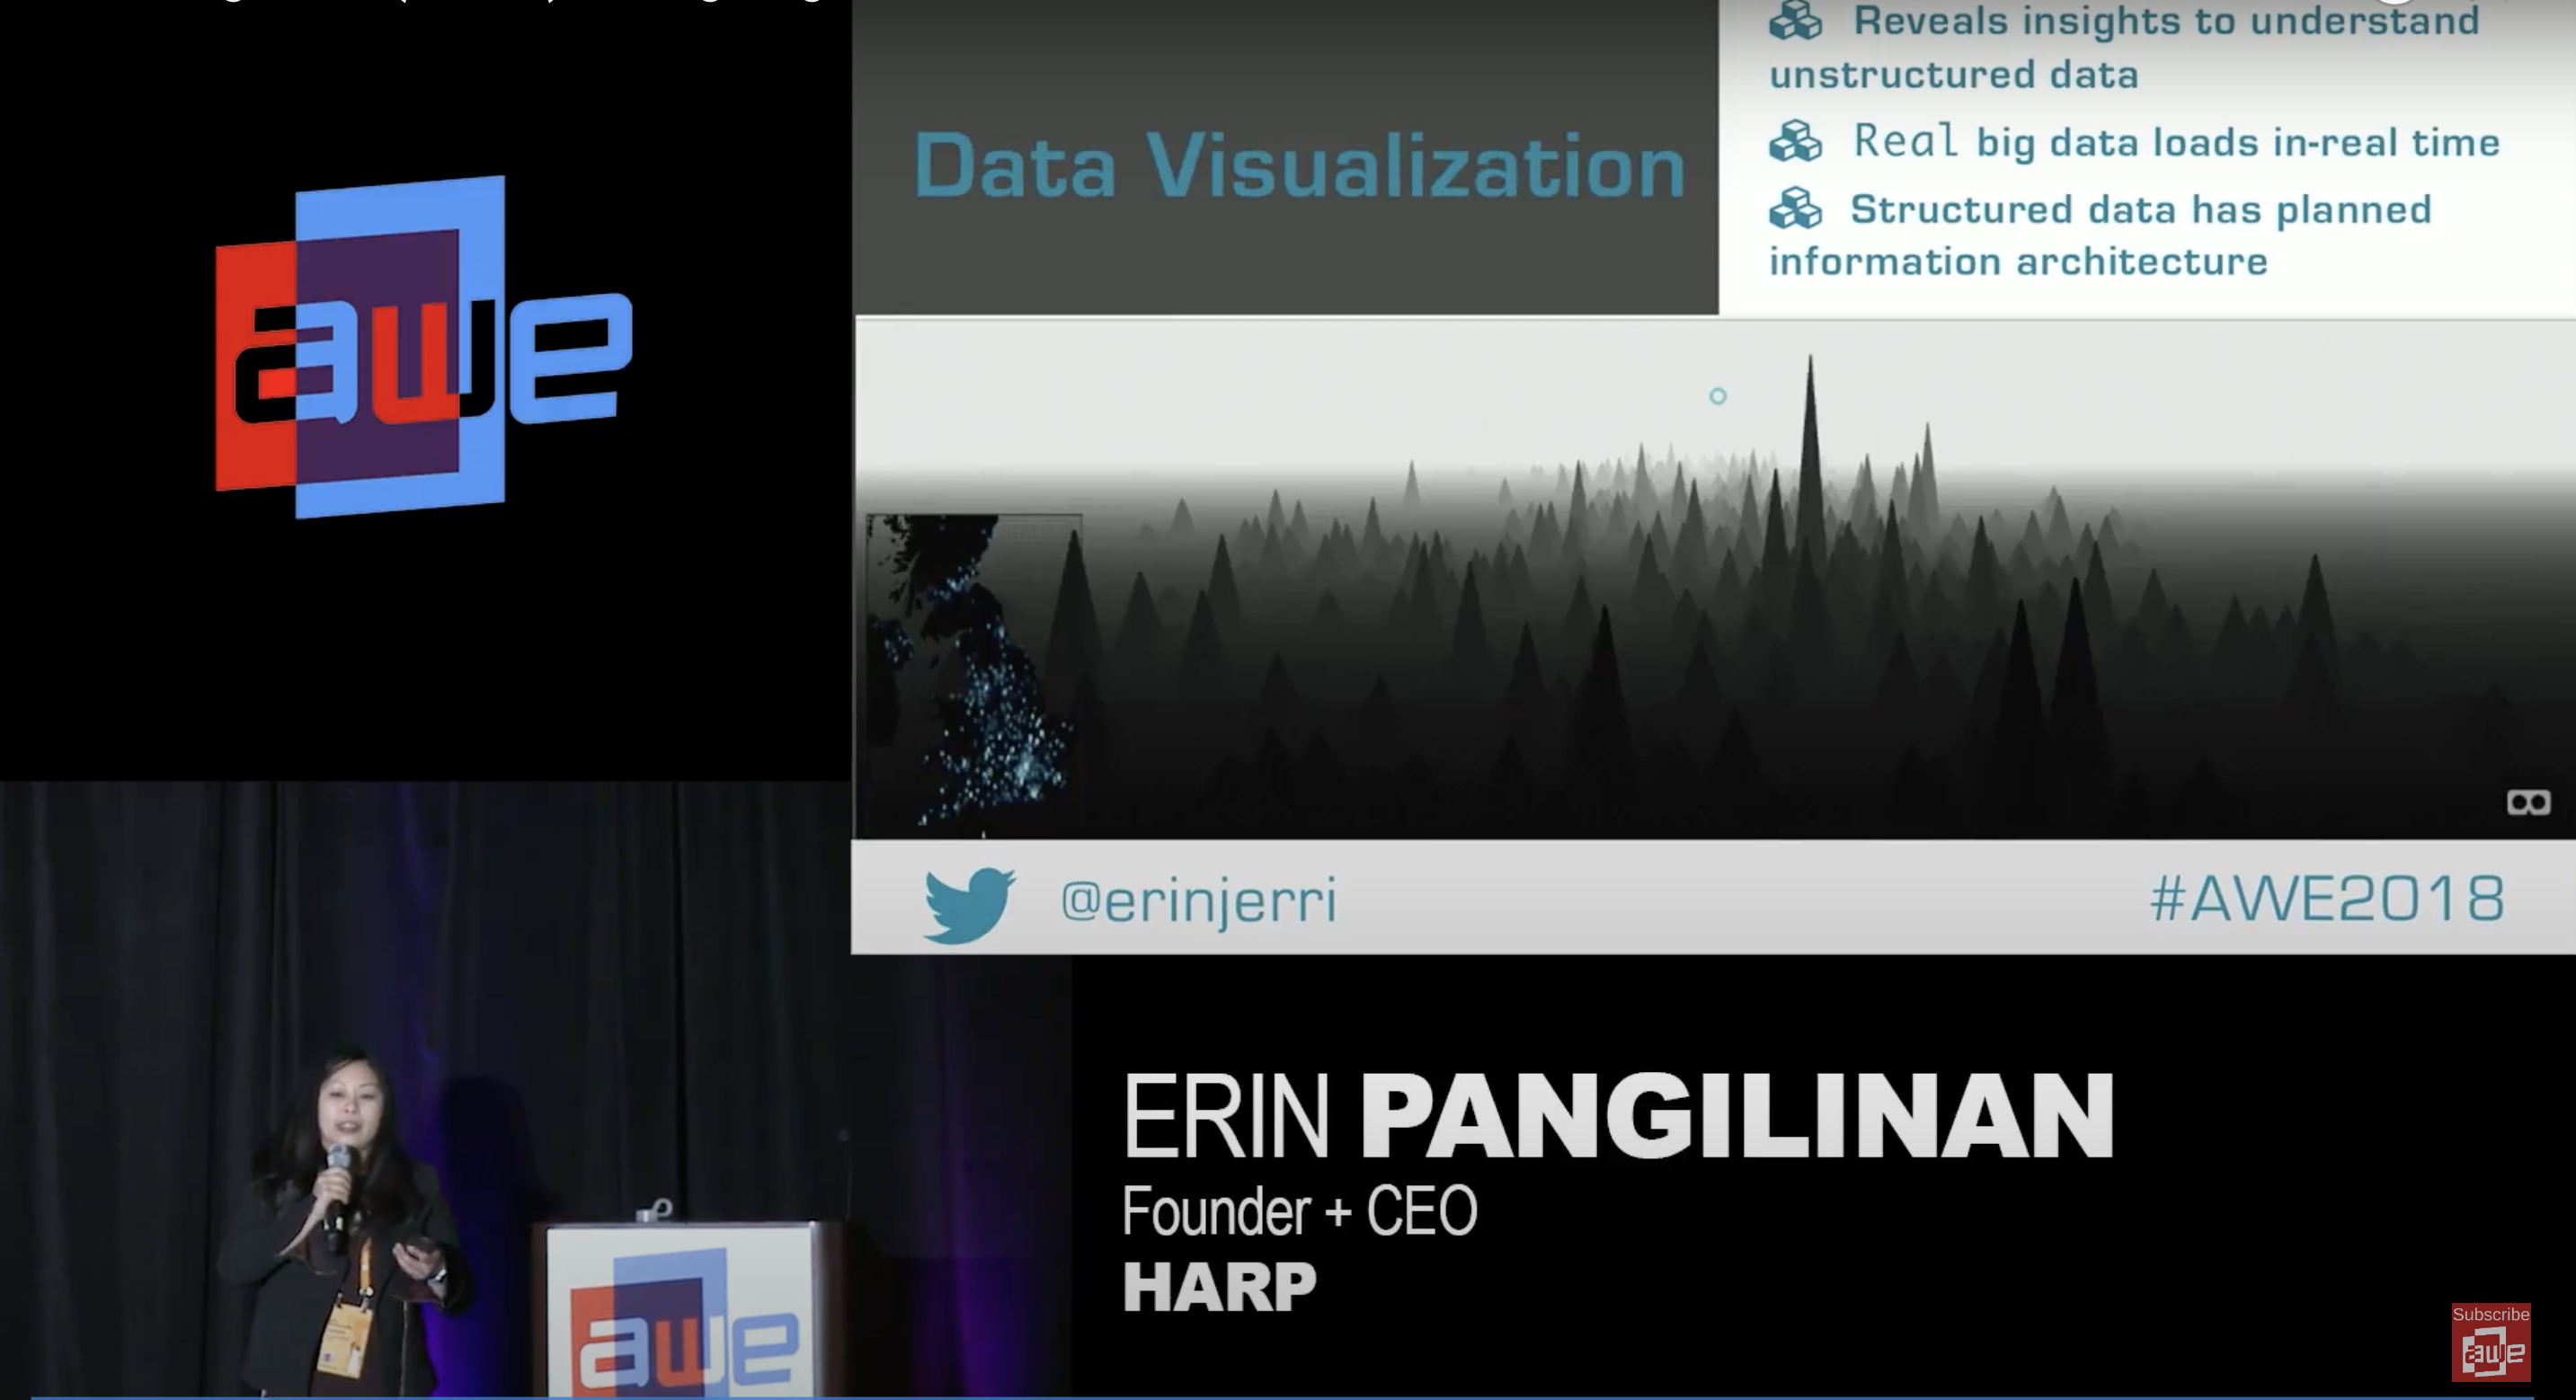 Reveals insights to understand
unstructured data
Real big data loads in-real time
Structured data has planned
information architecture
Data Visualization
awe
@erinjerri
#AWE2018
ERIN PANGILINAN
Founder + CEO
HARP
awe
Subscribe
awe